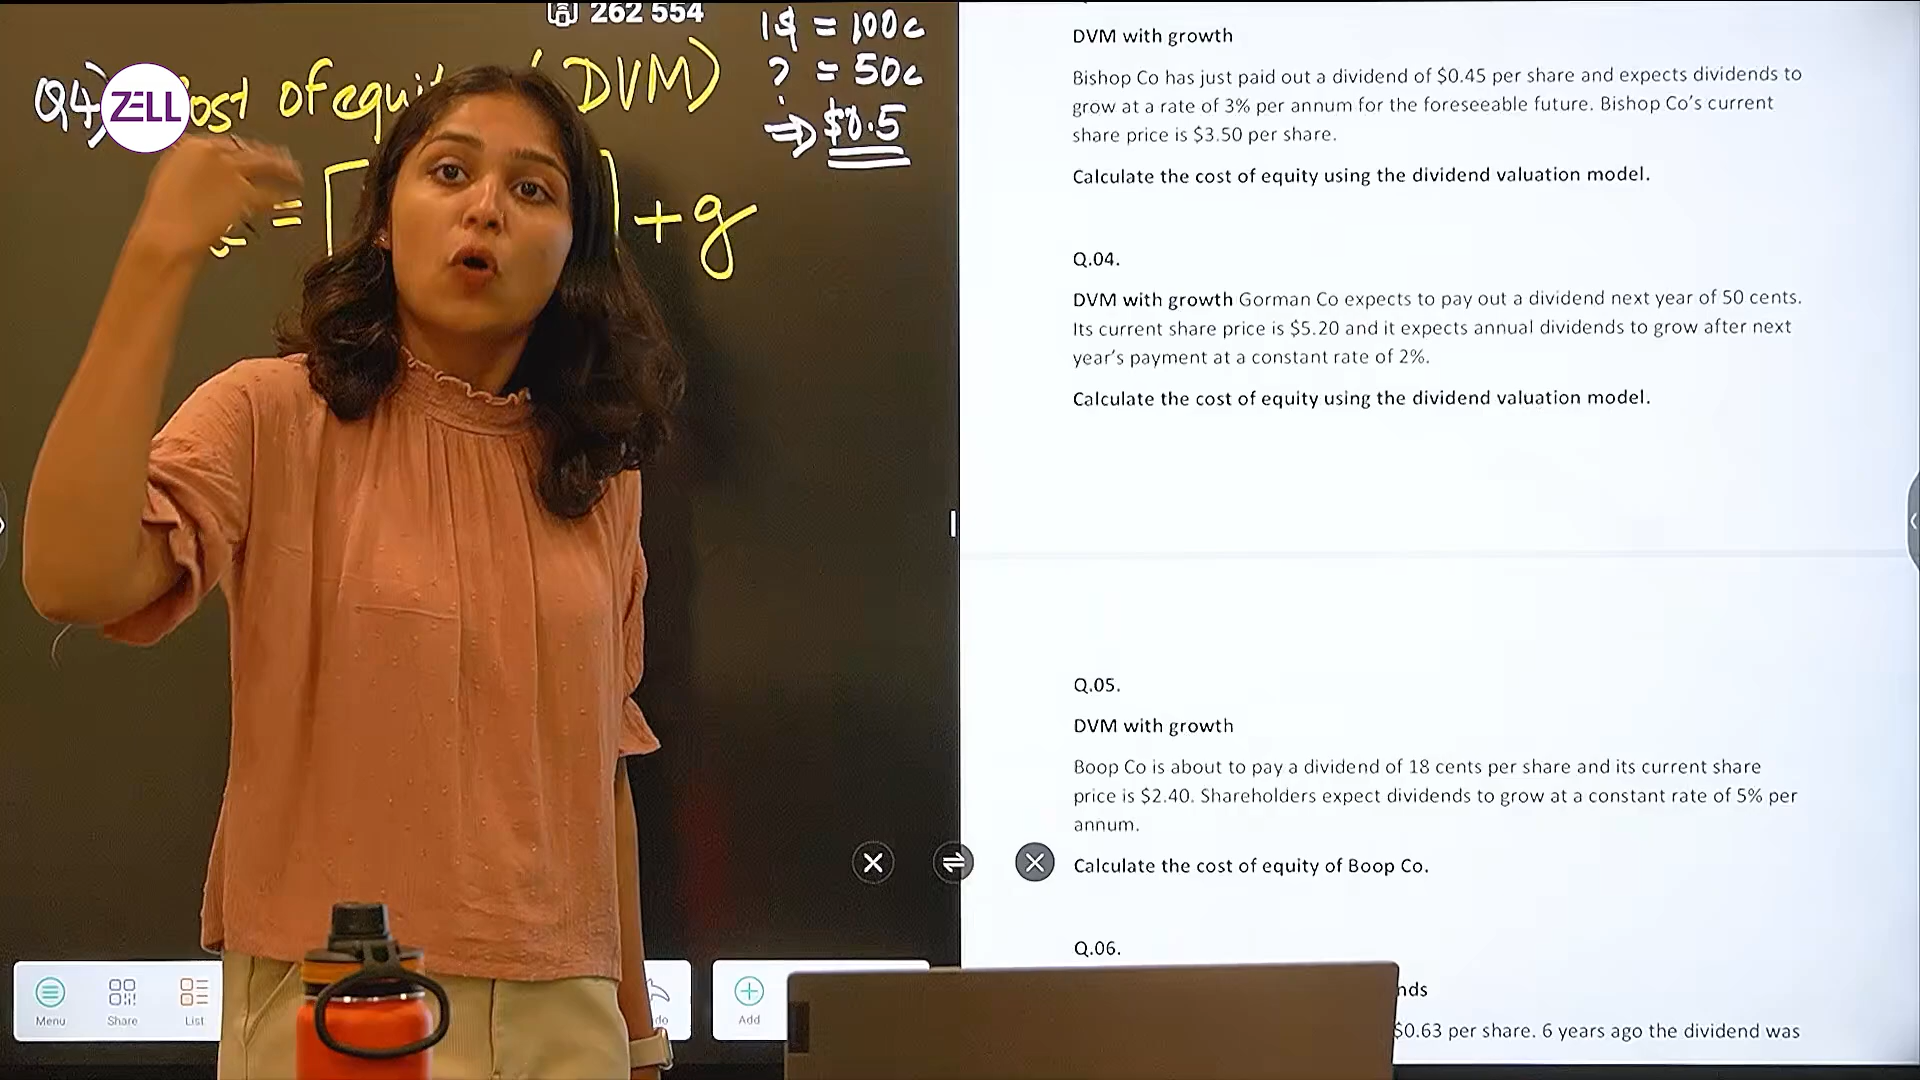 262 554
1$ = 100c
? = 50c
⇒ $0.5
Q4) ost of equi (DVM)
ZELL
= [ ] + g
DVM with growth
Bishop Co has just paid out a dividend of $0.45 per share and expects dividends to
grow at a rate of 3% per annum for the foreseeable future. Bishop Co's current
share price is $3.50 per share.
Calculate the cost of equity using the dividend valuation model.
Q.04.
DVM with growth Gorman Co expects to pay out a dividend next year of 50 cents.
Its current share price is $5.20 and it expects annual dividends to grow after next
year's payment at a constant rate of 2%.
Calculate the cost of equity using the dividend valuation model.
Q.05.
DVM with growth
Boop Co is about to pay a dividend of 18 cents per share and its current share
price is $2.40. Shareholders expect dividends to grow at a constant rate of 5% per
annum.
Calculate the cost of equity of Boop Co.
Q.06.
nds
$0.63 per share. 6 years ago the dividend was
Menu
Share
List
do
Add